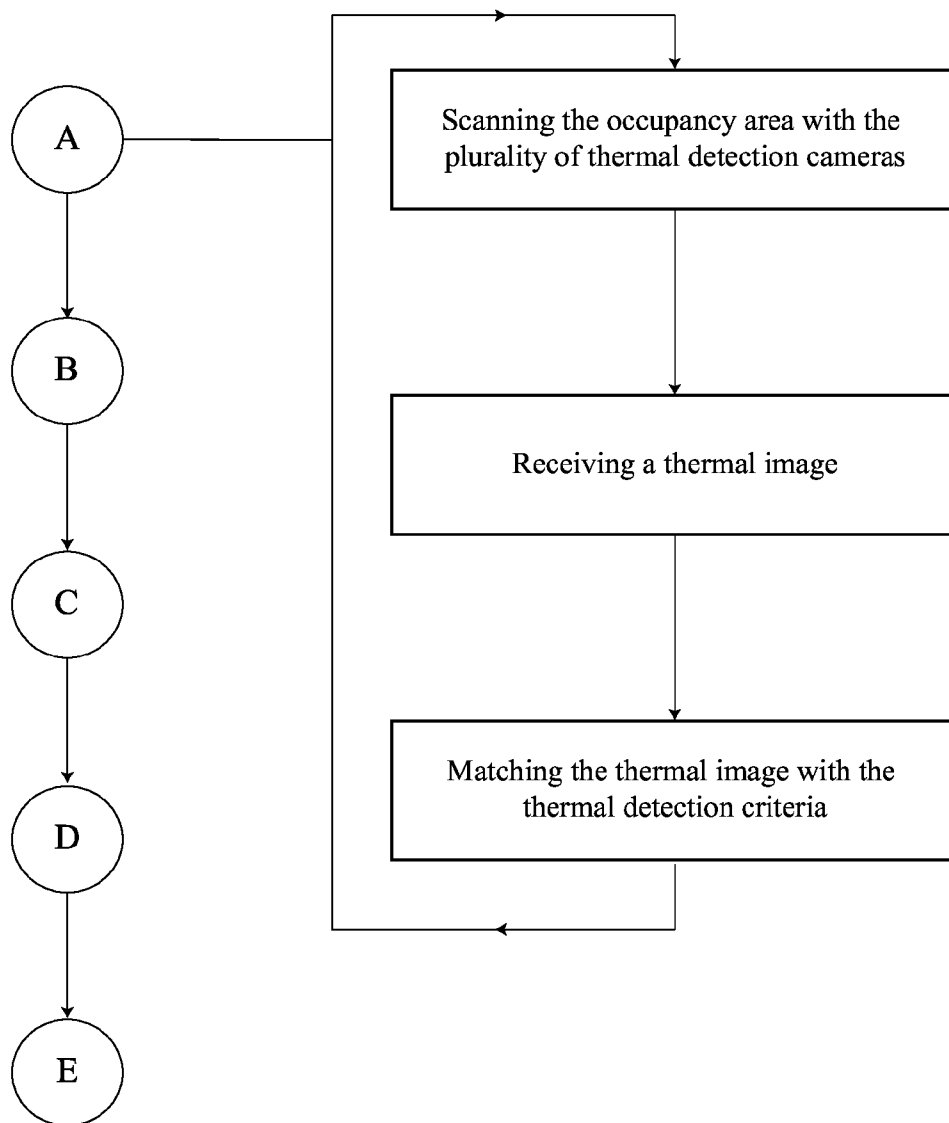 A
Scanning the occupancy area with the
plurality of thermal detection cameras
B
Receiving a thermal image
C
Matching the thermal image with the
thermal detection criteria
D
E